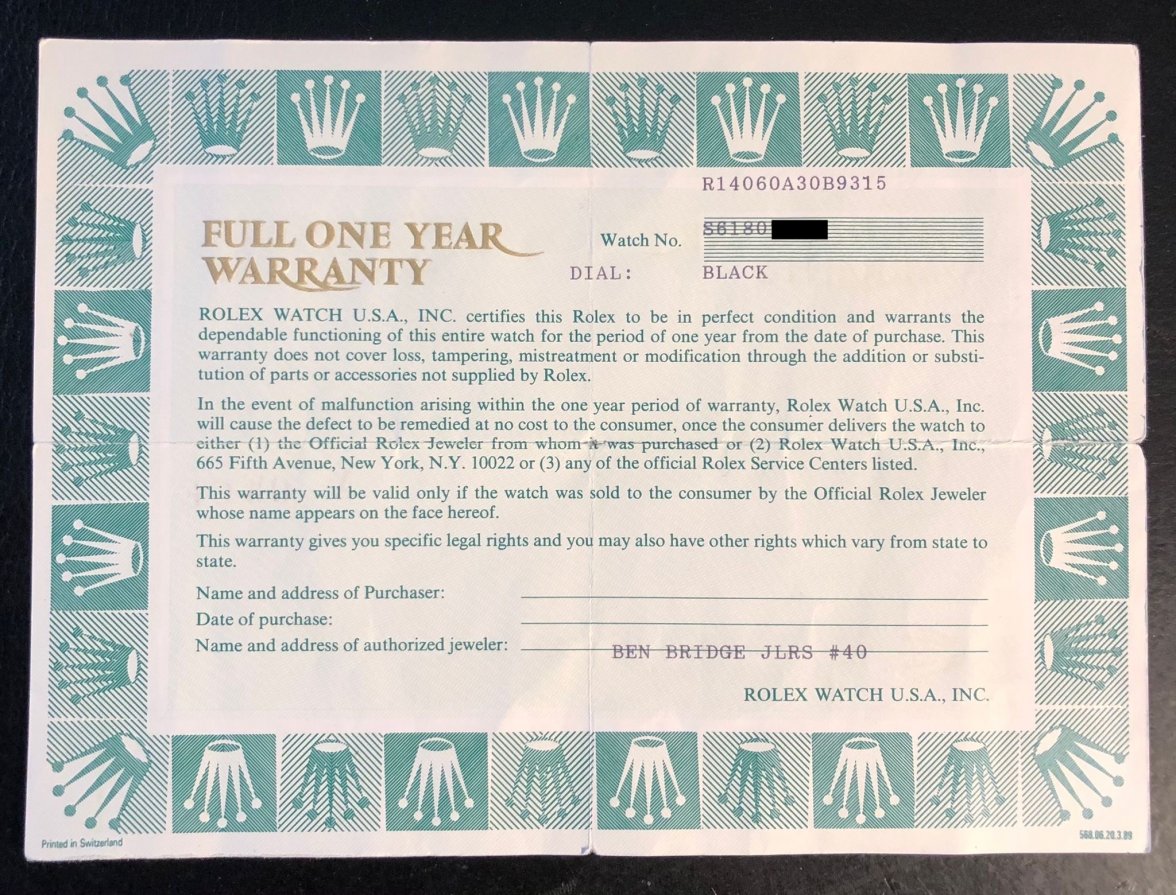 R14060A30B9315
FULL ONE YEAR
WARRANTY
Watch No. S6180
DIAL: BLACK
ROLEX WATCH U.S.A., INC. certifies this Rolex to be in perfect condition and warrants the
dependable functioning of this entire watch for the period of one year from the date of purchase. This
warranty does not cover loss, tampering, mistreatment or modification through the addition or substi-
tution of parts or accessories not supplied by Rolex.
In the event of malfunction arising within the one year period of warranty, Rolex Watch U.S.A., Inc.
will cause the defect to be remedied at no cost to the consumer, once the consumer delivers the watch to
either (1) the Official Rolex Jeweler from whom it was purchased or (2) Rolex Watch U.S.A., Inc.,
665 Fifth Avenue, New York, N.Y. 10022 or (3) any of the official Rolex Service Centers listed.
This warranty will be valid only if the watch was sold to the consumer by the Official Rolex Jeweler
whose name appears on the face hereof.
This warranty gives you specific legal rights and you may also have other rights which vary from state to
state.
Name and address of Purchaser:
Date of purchase:
Name and address of authorized jeweler: BEN BRIDGE JLRS #40
ROLEX WATCH U.S.A., INC.
Printed in Switzerland
568.06.20.3.89